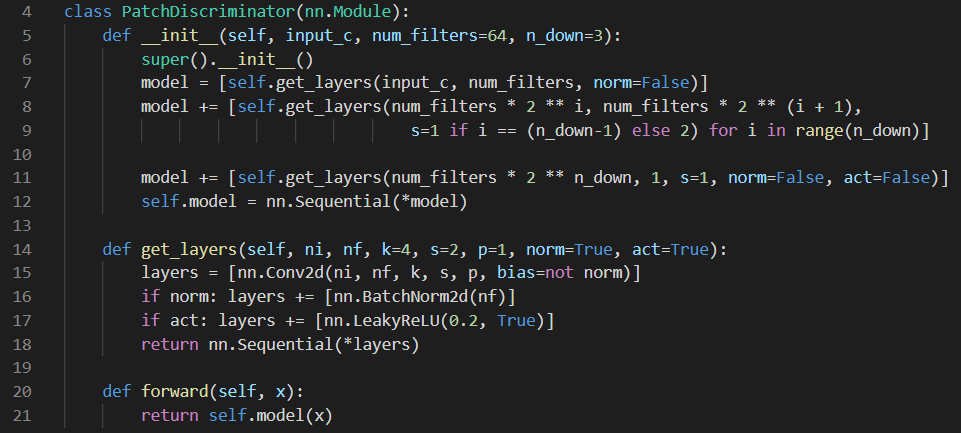 4 class PatchDiscriminator(nn.Module):
5     def __init__(self, input_c, num_filters=64, n_down=3):
6         super().__init__()
7         model = [self.get_layers(input_c, num_filters, norm=False)]
8         model += [self.get_layers(num_filters * 2 ** i, num_filters * 2 ** (i + 1),
9                                     s=1 if i == (n_down-1) else 2) for i in range(n_down)]
10
11         model += [self.get_layers(num_filters * 2 ** n_down, 1, s=1, norm=False, act=False)]
12         self.model = nn.Sequential(*model)
13
14     def get_layers(self, ni, nf, k=4, s=2, p=1, norm=True, act=True):
15         layers = [nn.Conv2d(ni, nf, k, s, p, bias=not norm)]
16         if norm: layers += [nn.BatchNorm2d(nf)]
17         if act: layers += [nn.LeakyReLU(0.2, True)]
18         return nn.Sequential(*layers)
19
20     def forward(self, x):
21         return self.model(x)